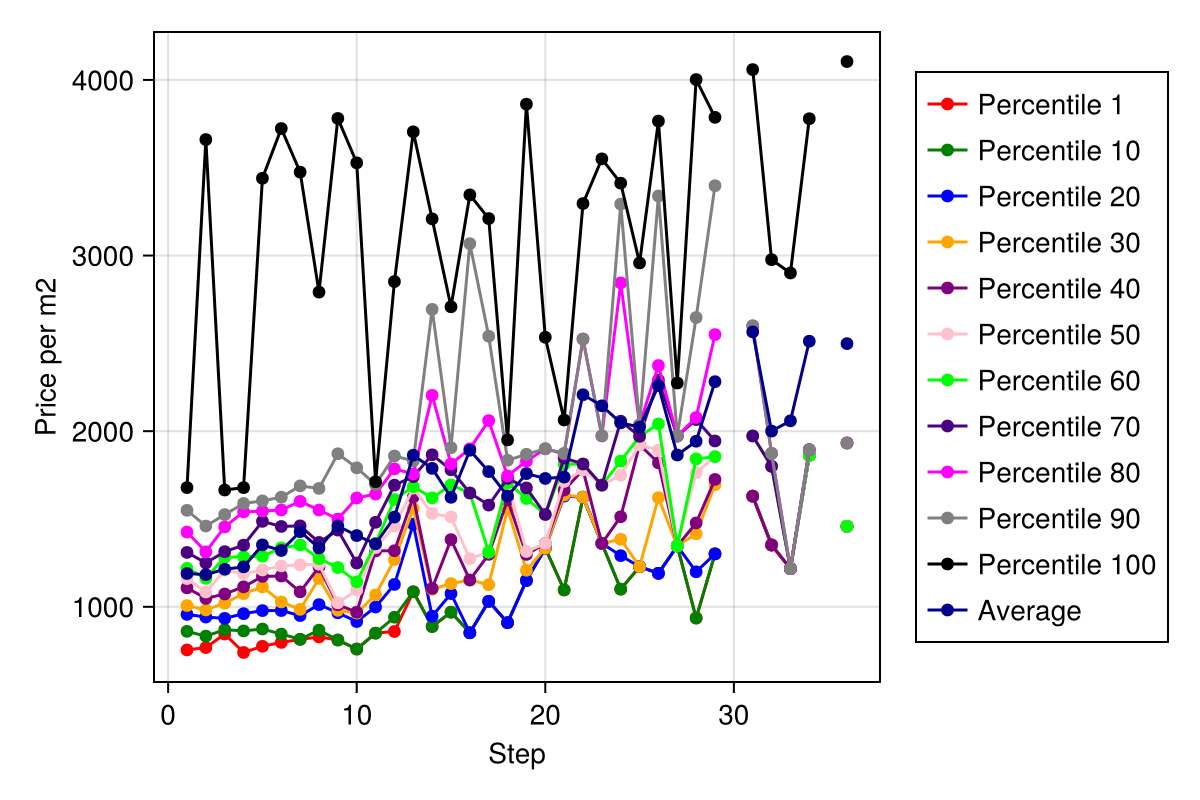 4000
3000
2000
1000
Price per m2
0 10 20 30
Step
Percentile 1
Percentile 10
Percentile 20
Percentile 30
Percentile 40
Percentile 50
Percentile 60
Percentile 70
Percentile 80
Percentile 90
Percentile 100
Average